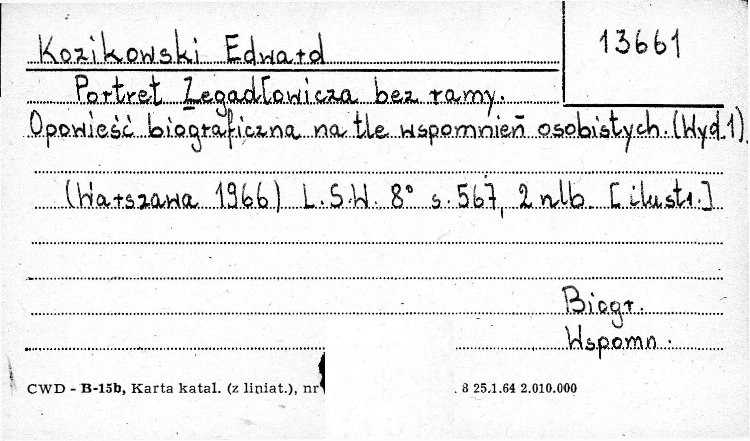 Kozikowski Edward
13661
Portret Zegadłowicza bez ramy.
Opowieść biograficzna na tle wspomnień osobistych. (Wyd.1)
(Warszawa 1966) L.S.W. 8° s. 567, 2 nlb. [ilustr.]
Biogr.
Wspomn.
CWD - B-15b, Karta katal. (z liniat.), nr . 8 25.1.64 2.010.000